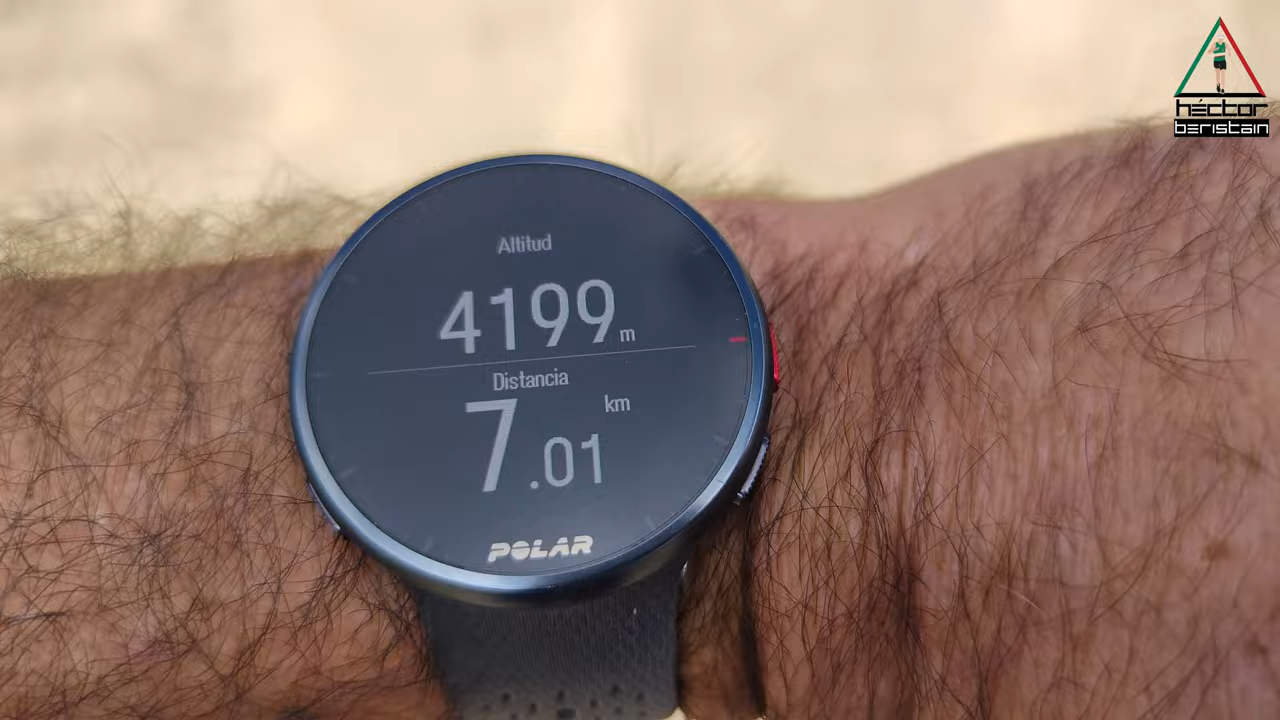 héctor
beristain
Altitud
4199 m
Distancia
7.01 km
POLAR